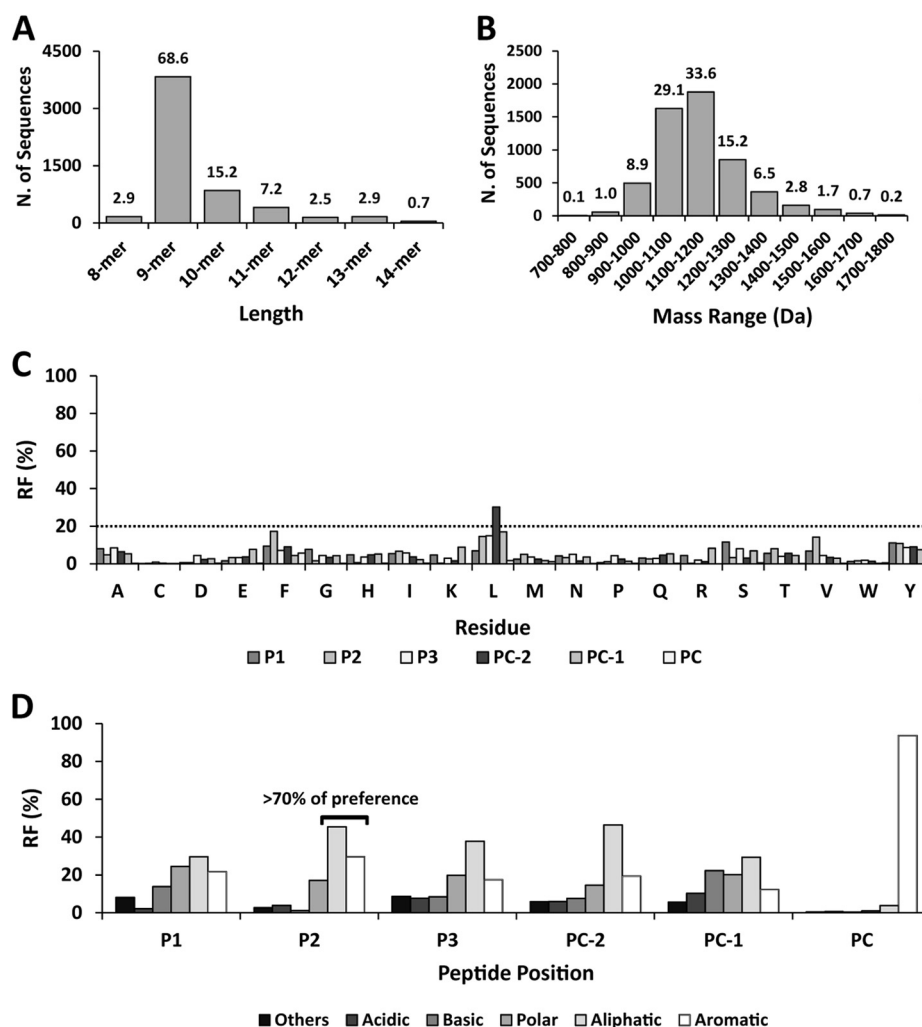 A
N. of Sequences
4500
3000
1500
0
2.9
68.6
15.2
7.2
2.5
2.9
0.7
8-mer
9-mer
10-mer
11-mer
12-mer
13-mer
14-mer
Length
B
N. of Sequences
2500
2000
1500
1000
500
0
0.1
1.0
8.9
29.1
33.6
15.2
6.5
2.8
1.7
0.7
0.2
700-800
800-900
900-1000
1000-1100
1100-1200
1200-1300
1300-1400
1400-1500
1500-1600
1600-1700
1700-1800
Mass Range (Da)
C
RF (%)
100
80
60
40
20
0
A C D E F G H I K L M N P Q R S T V W Y
Residue
P1 P2 P3 PC-2 PC-1 PC
D
RF (%)
100
80
60
40
20
0
>70% of preference
P1 P2 P3 PC-2 PC-1 PC
Peptide Position
Others Acidic Basic Polar Aliphatic Aromatic